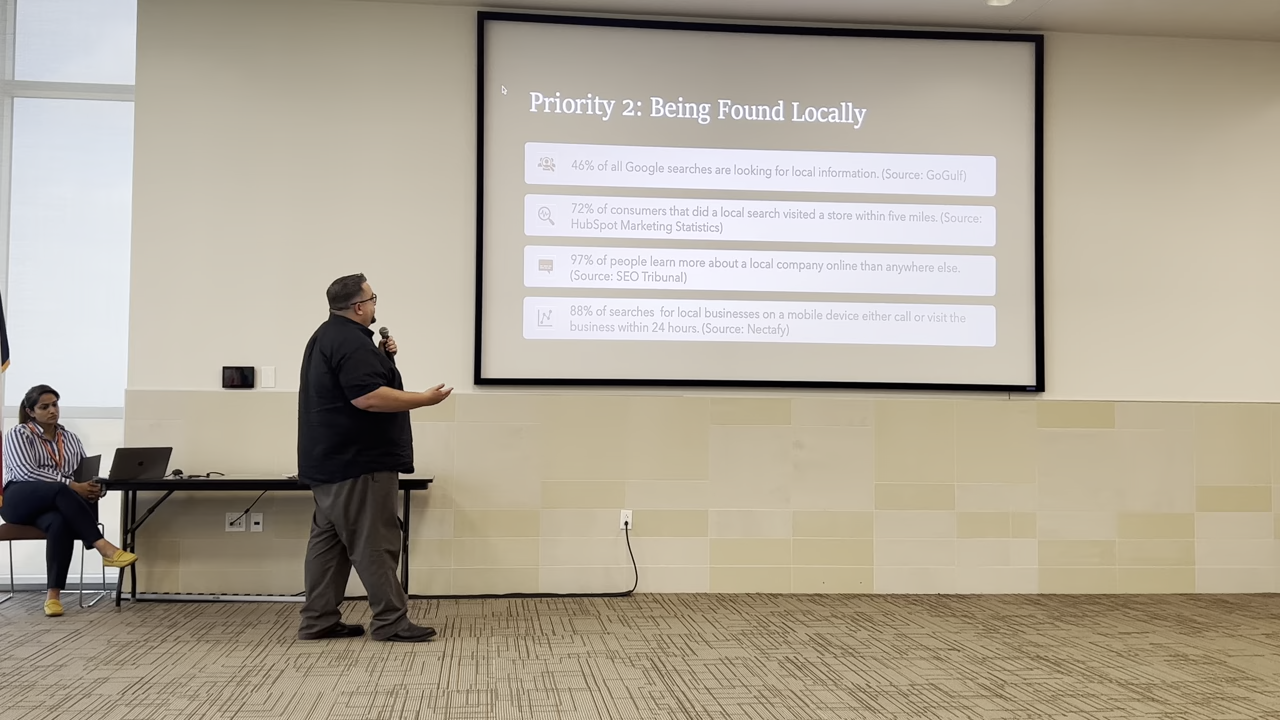 Priority 2: Being Found Locally
46% of all Google searches are looking for local information. (Source: GoGulf)
72% of consumers that did a local search visited a store within five miles. (Source:
HubSpot Marketing Statistics)
97% of people learn more about a local company online than anywhere else.
(Source: SEO Tribunal)
88% of searches for local businesses on a mobile device either call or visit the
business within 24 hours. (Source: Nectafy)